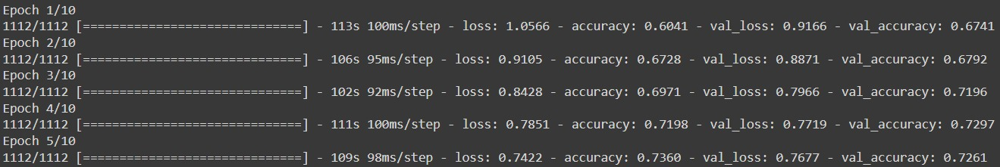 Epoch 1/10
1112/1112 [==============================] - 113s 100ms/step - loss: 1.0566 - accuracy: 0.6041 - val_loss: 0.9166 - val_accuracy: 0.6741
Epoch 2/10
1112/1112 [==============================] - 106s 95ms/step - loss: 0.9105 - accuracy: 0.6728 - val_loss: 0.8871 - val_accuracy: 0.6792
Epoch 3/10
1112/1112 [==============================] - 102s 92ms/step - loss: 0.8428 - accuracy: 0.6971 - val_loss: 0.7966 - val_accuracy: 0.7196
Epoch 4/10
1112/1112 [==============================] - 111s 100ms/step - loss: 0.7851 - accuracy: 0.7198 - val_loss: 0.7719 - val_accuracy: 0.7297
Epoch 5/10
1112/1112 [==============================] - 109s 98ms/step - loss: 0.7422 - accuracy: 0.7360 - val_loss: 0.7677 - val_accuracy: 0.7261